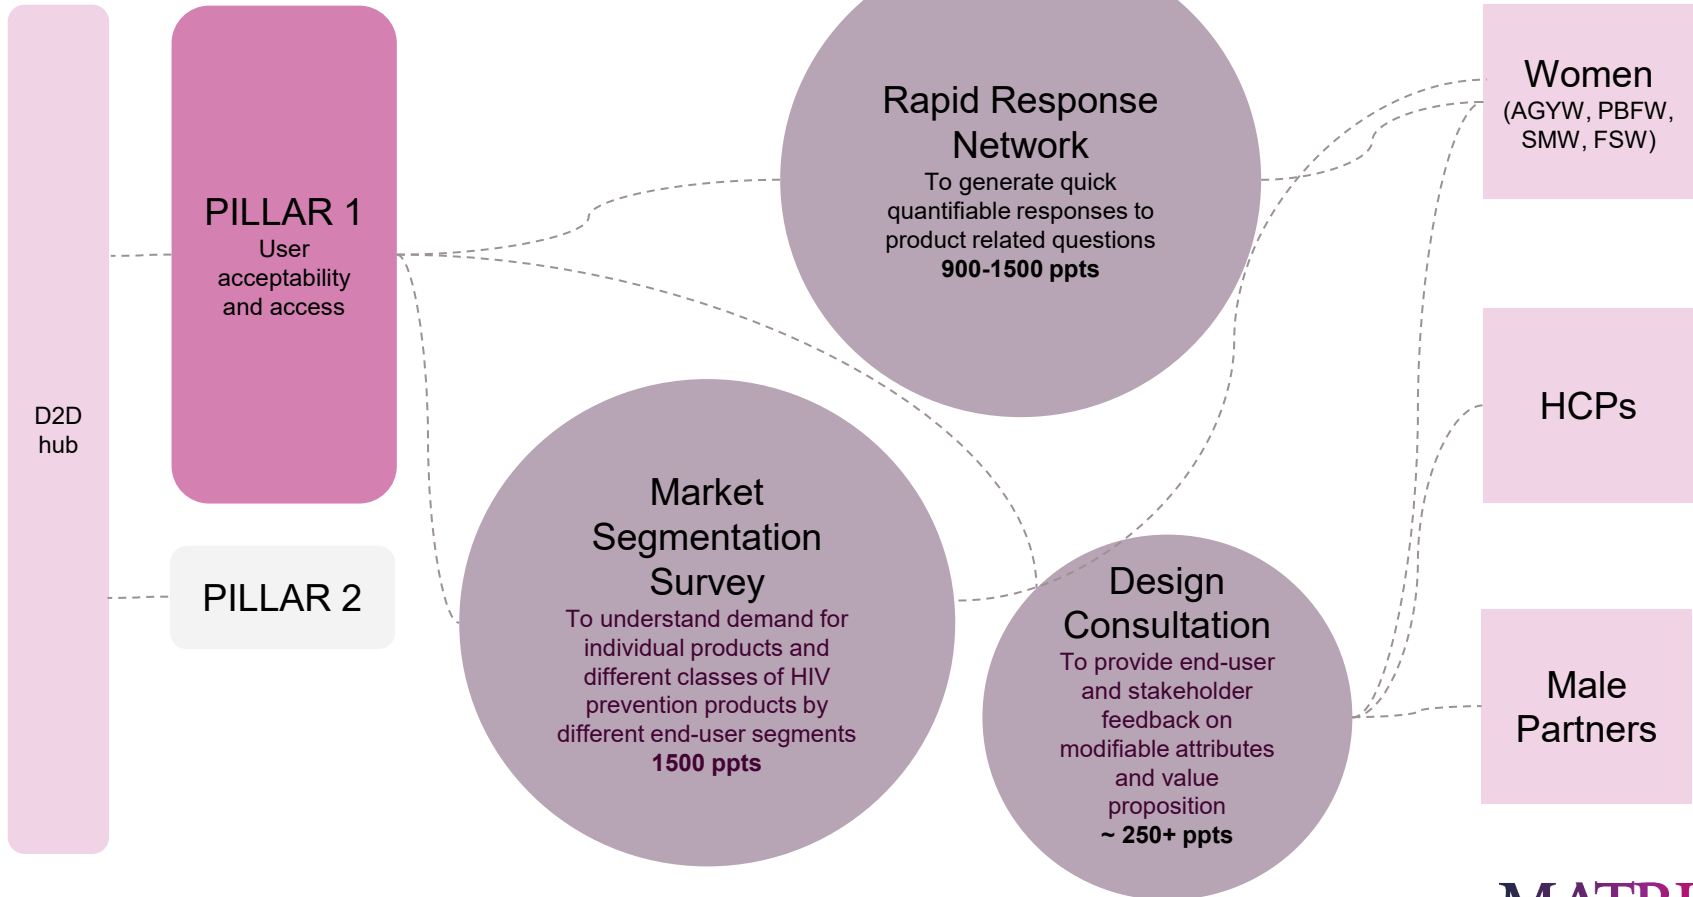 D2D
hub
PILLAR 1
User
acceptability
and access
PILLAR 2
Rapid Response
Network
To generate quick
quantifiable responses to
product related questions
900-1500 ppts
Market
Segmentation
Survey
To understand demand for
individual products and
different classes of HIV
prevention products by
different end-user segments
1500 ppts
Design
Consultation
To provide end-user
and stakeholder
feedback on
modifiable attributes
and value
proposition
~ 250+ ppts
Women
(AGYW, PBFW,
SMW, FSW)
HCPs
Male
Partners